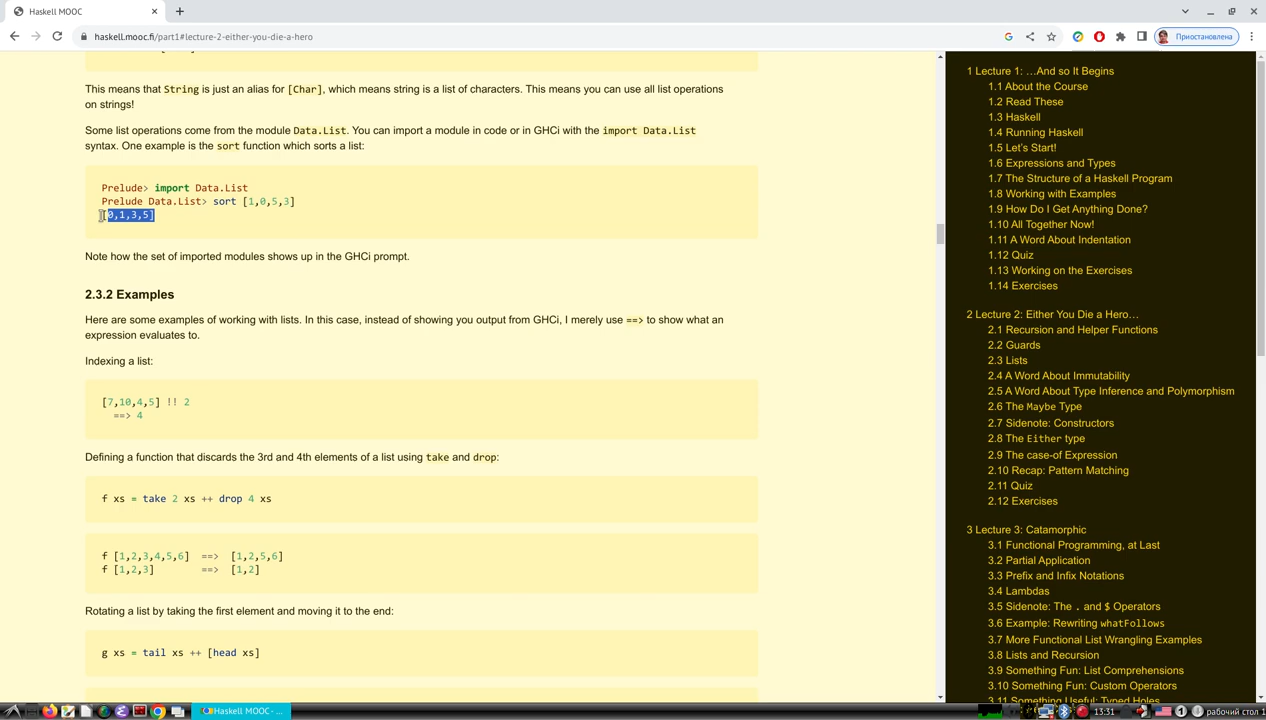 Haskell MOOC
haskell.mooc.fi/part1#lecture-2-either-you-die-a-hero
Приостановлена
This means that String is just an alias for [Char], which means string is a list of characters. This means you can use all list operations
on strings!
Some list operations come from the module Data.List. You can import a module in code or in GHCi with the import Data.List
syntax. One example is the sort function which sorts a list:
Prelude> import Data.List
Prelude Data.List> sort [1,0,5,3]
[0,1,3,5]
Note how the set of imported modules shows up in the GHCi prompt.
2.3.2 Examples
Here are some examples of working with lists. In this case, instead of showing you output from GHCi, I merely use ==> to show what an
expression evaluates to.
Indexing a list:
[7,10,4,5] !! 2
==> 4
Defining a function that discards the 3rd and 4th elements of a list using take and drop:
f xs = take 2 xs ++ drop 4 xs
f [1,2,3,4,5,6] ==> [1,2,5,6]
f [1,2,3] ==> [1,2]
Rotating a list by taking the first element and moving it to the end:
g xs = tail xs ++ [head xs]
1 Lecture 1: …And so It Begins
1.1 About the Course
1.2 Read These
1.3 Haskell
1.4 Running Haskell
1.5 Let's Start!
1.6 Expressions and Types
1.7 The Structure of a Haskell Program
1.8 Working with Examples
1.9 How Do I Get Anything Done?
1.10 All Together Now!
1.11 A Word About Indentation
1.12 Quiz
1.13 Working on the Exercises
1.14 Exercises
2 Lecture 2: Either You Die a Hero…
2.1 Recursion and Helper Functions
2.2 Guards
2.3 Lists
2.4 A Word About Immutability
2.5 A Word About Type Inference and Polymorphism
2.6 The Maybe Type
2.7 Sidenote: Constructors
2.8 The Either type
2.9 The case-of Expression
2.10 Recap: Pattern Matching
2.11 Quiz
2.12 Exercises
3 Lecture 3: Catamorphic
3.1 Functional Programming, at Last
3.2 Partial Application
3.3 Prefix and Infix Notations
3.4 Lambdas
3.5 Sidenote: The . and $ Operators
3.6 Example: Rewriting whatFollows
3.7 More Functional List Wrangling Examples
3.8 Lists and Recursion
3.9 Something Fun: List Comprehensions
3.10 Something Fun: Custom Operators
3.11 Something Useful: Typed Holes
Haskell MOOC - ...
13:31
1
рабочий стол 1